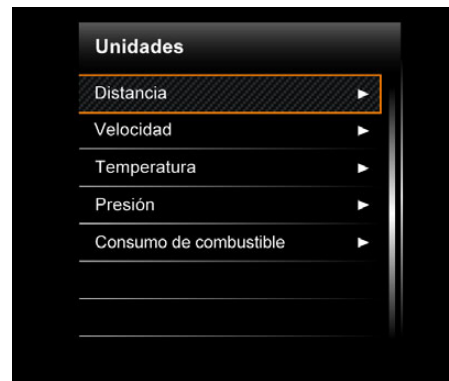 Unidades
Distancia
Velocidad
Temperatura
Presión
Consumo de combustible